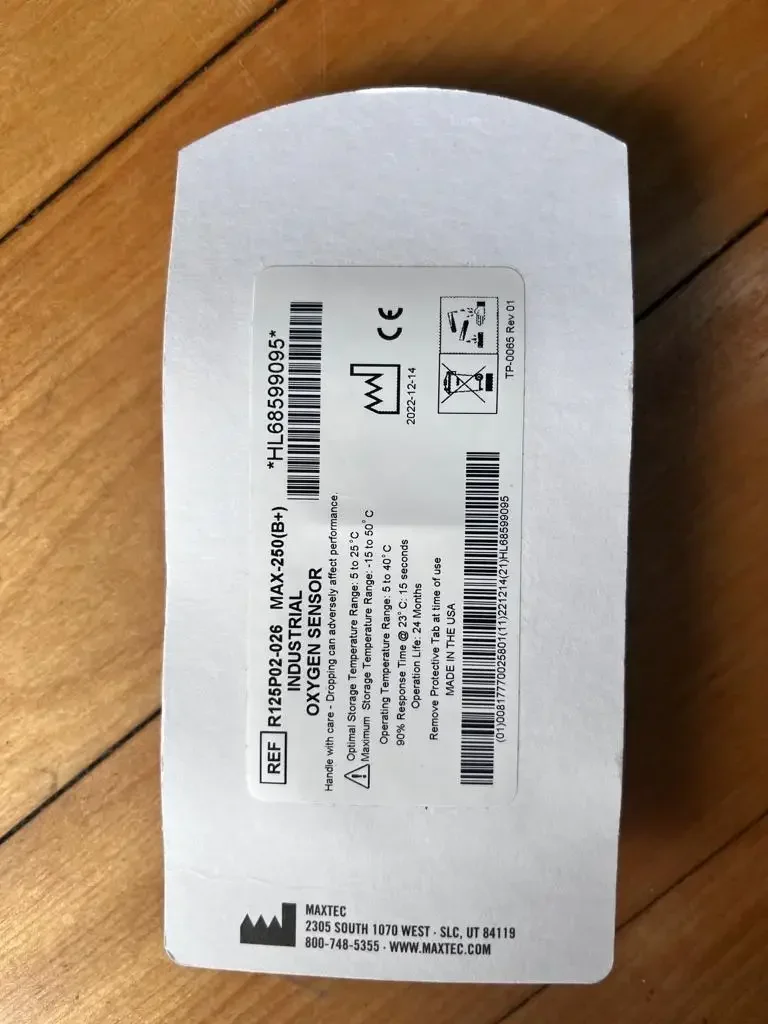 REF R125P02-026 MAX-250(B+)
INDUSTRIAL
OXYGEN SENSOR
*HL68599095*
Handle with care - Dropping can adversely affect performance.
Optimal Storage Temperature Range: 5 to 25°C
Maximum Storage Temperature Range: -15 to 50°C
Operating Temperature Range: 5 to 40°C
90% Response Time @ 23°C: 15 seconds
Operation Life: 24 Months
Remove Protective Tab at time of use
MADE IN THE USA
2022-12-14
CE
(01)00817770025801(11)221214(21)HL68599095
TP-0065 Rev 01
MAXTEC
2305 SOUTH 1070 WEST · SLC, UT 84119
800-748-5355 · WWW.MAXTEC.COM